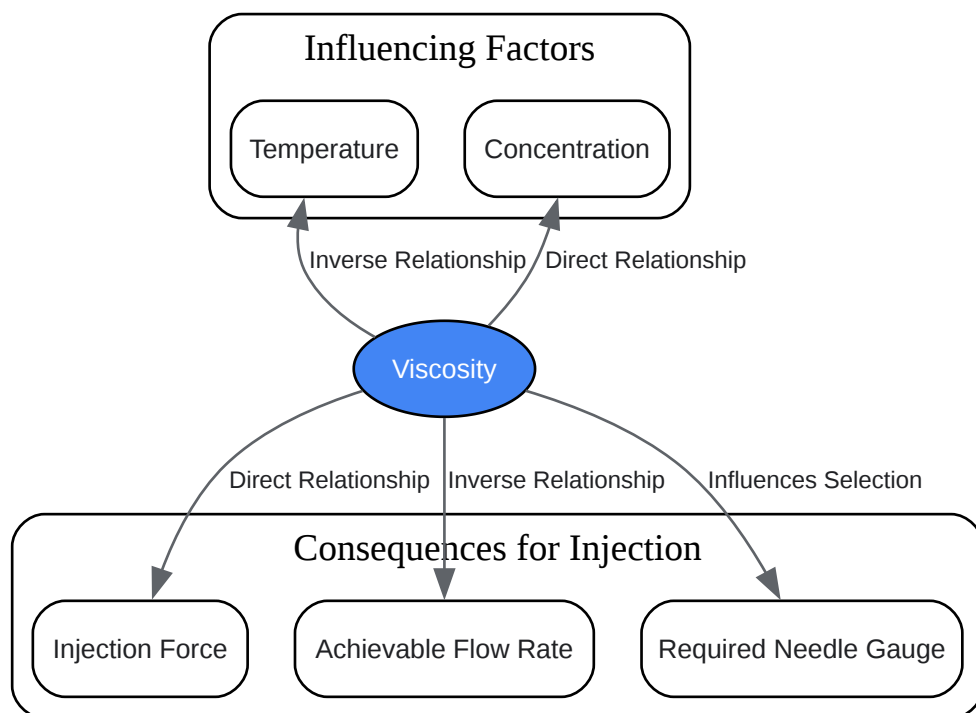 Influencing Factors
Temperature
Concentration
Inverse Relationship
Direct Relationship
Viscosity
Direct Relationship
Inverse Relationship
Influences Selection
Consequences for Injection
Injection Force
Achievable Flow Rate
Required Needle Gauge